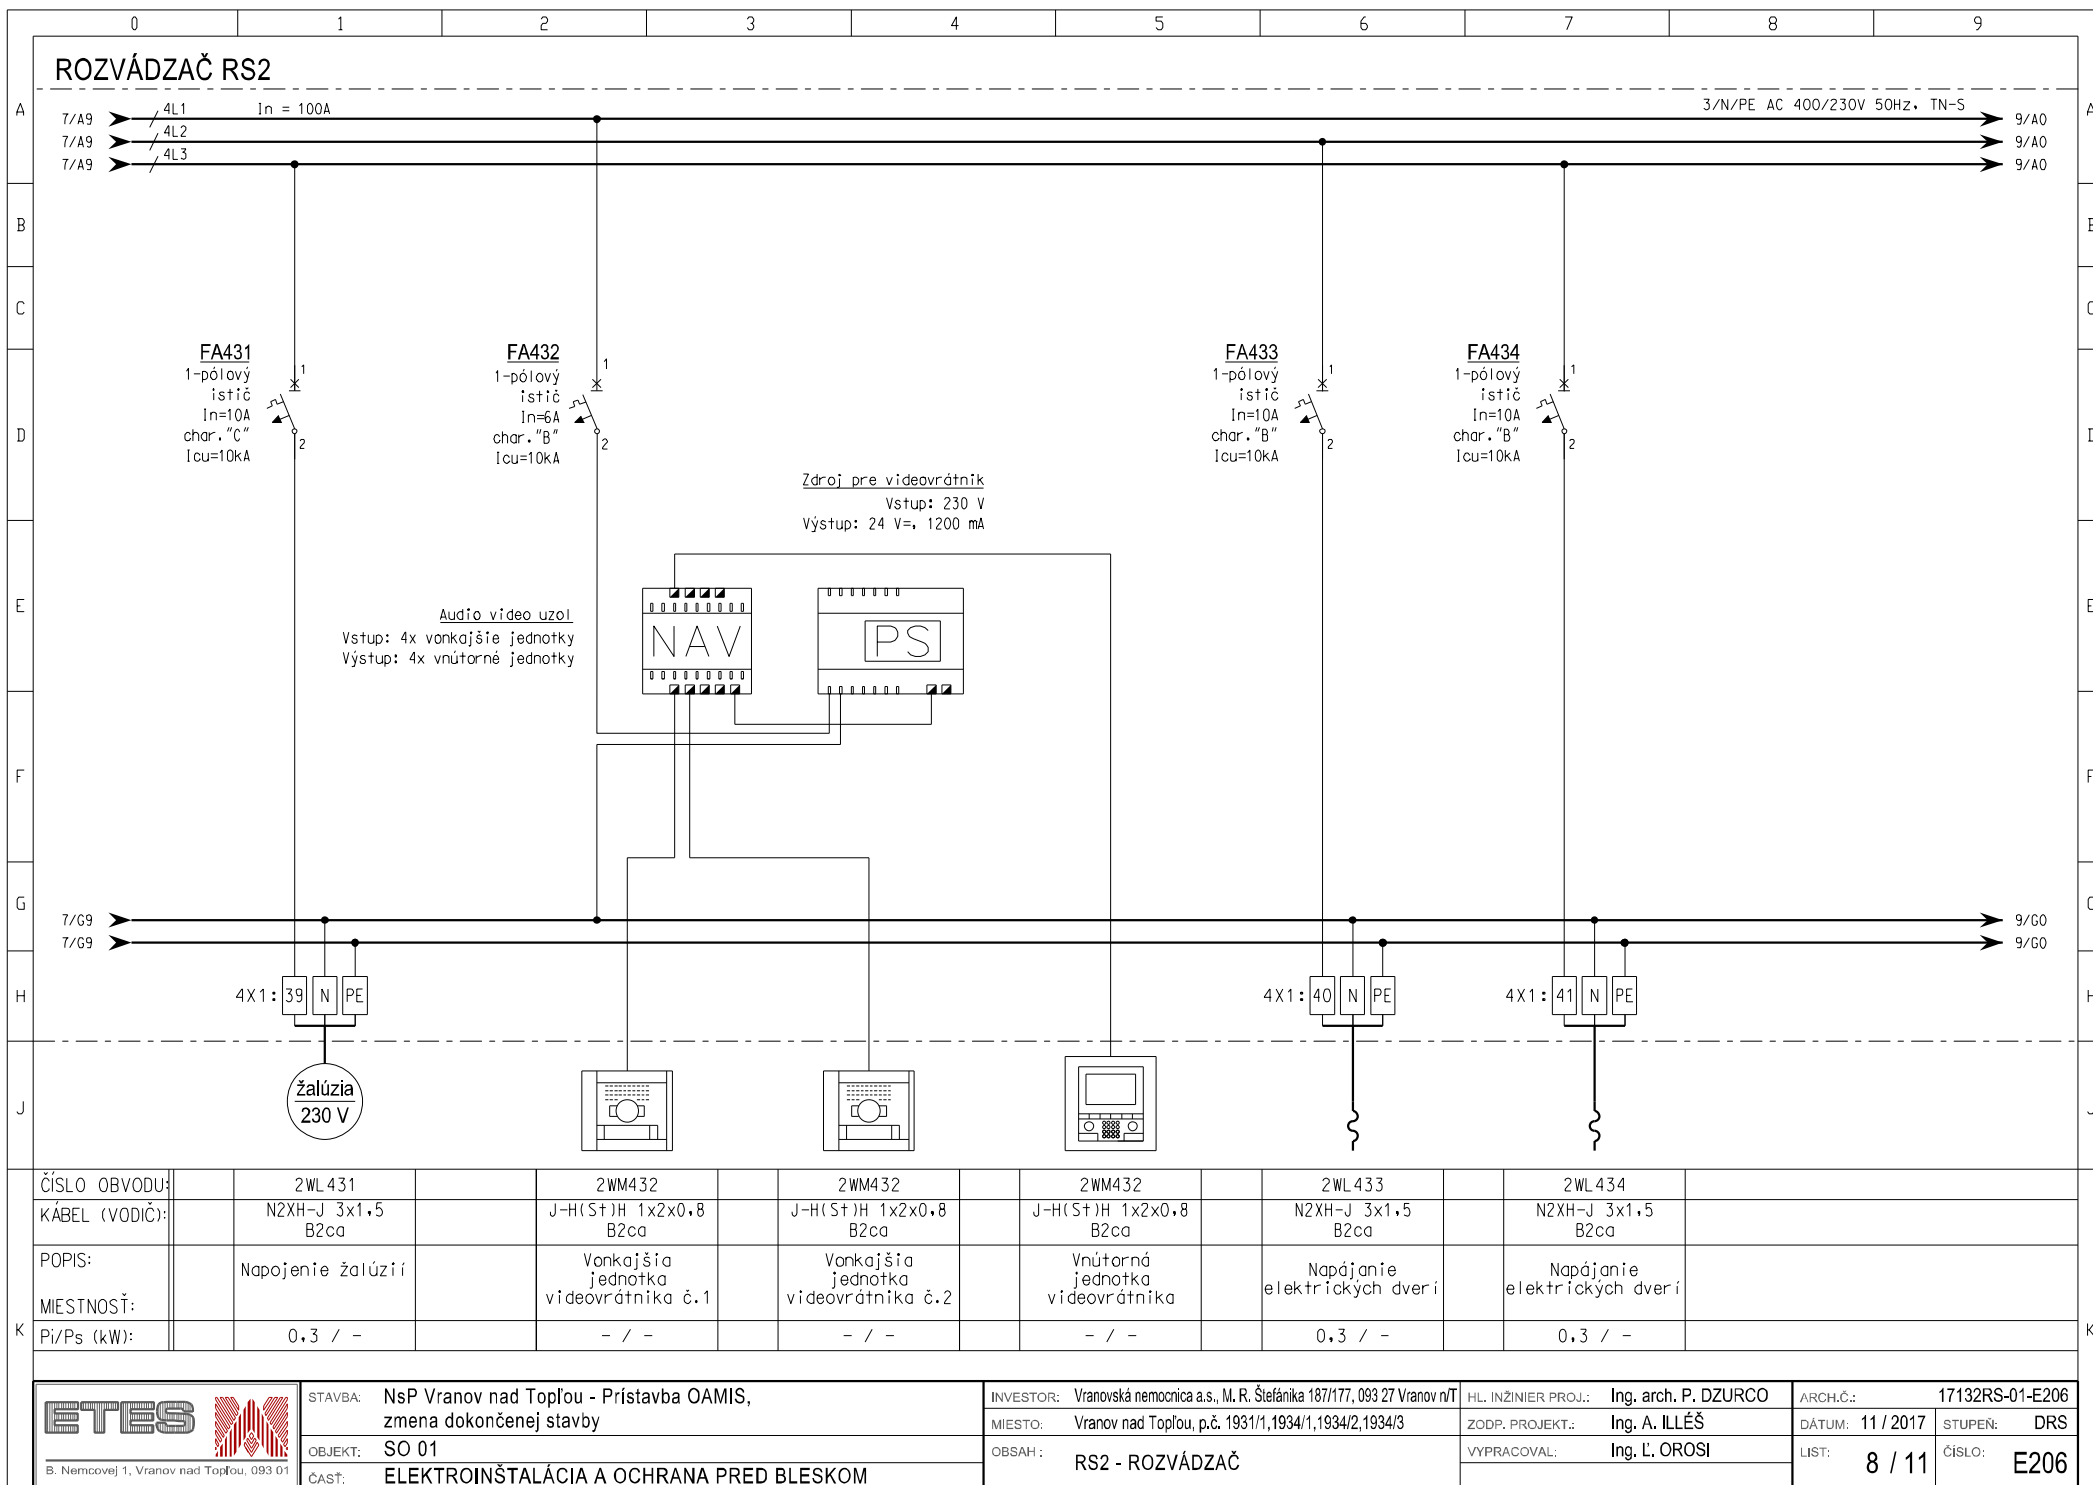 0 1 2 3 4 5 6 7 8 9
ROZVÁDZAČ RS2
A
7/A9 4L1 In = 100A 3/N/PE AC 400/230V 50Hz, TN-S 9/A0
7/A9 4L2 9/A0
7/A9 4L3 9/A0
B
C
D
FA431
1-pólový
istič
In=10A
char."C"
Icu=10kA
1
2
FA432
1-pólový
istič
In=6A
char."B"
Icu=10kA
1
2
FA433
1-pólový
istič
In=10A
char."B"
Icu=10kA
1
2
FA434
1-pólový
istič
In=10A
char."B"
Icu=10kA
1
2
Zdroj pre videovrátnik
Vstup: 230 V
Výstup: 24 V=, 1200 mA
E
Audio video uzol
Vstup: 4x vonkajšie jednotky
Výstup: 4x vnútorné jednotky
NAV
PS
F
G
7/G9 9/G0
7/G9 9/G0
H
4X1: 39 N PE
4X1: 40 N PE
4X1: 41 N PE
J
žalúzia
230 V
K
ČÍSLO OBVODU: 2WL431 2WM432 2WM432 2WM432 2WL433 2WL434
KÁBEL (VODIČ): N2XH-J 3x1,5 J-H(St)H 1x2x0,8 J-H(St)H 1x2x0,8 J-H(St)H 1x2x0,8 N2XH-J 3x1,5 N2XH-J 3x1,5
B2ca B2ca B2ca B2ca B2ca B2ca
POPIS:
MIESTNOSŤ:
Napojenie žalúzií
Vonkajšia
jednotka
videovrátnika č.1
Vonkajšia
jednotka
videovrátnika č.2
Vnútorná
jednotka
videovrátnika
Napájanie
elektrických dverí
Napájanie
elektrických dverí
Pi/Ps (kW): 0,3 / - - / - - / - - / - 0,3 / - 0,3 / -
ETES
B. Nemcovej 1, Vranov nad Topľou, 093 01
STAVBA: NsP Vranov nad Topľou - Prístavba OAMIS,
zmena dokončenej stavby
OBJEKT: SO 01
ČASŤ: ELEKTROINŠTALÁCIA A OCHRANA PRED BLESKOM
INVESTOR: Vranovská nemocnica a.s., M. R. Štefánika 187/177, 093 27 Vranov n/T
MIESTO: Vranov nad Topľou, p.č. 1931/1,1934/1,1934/2,1934/3
OBSAH : RS2 - ROZVÁDZAČ
HL. INŽINIER PROJ.: Ing. arch. P. DZURCO
ZODP. PROJEKT.: Ing. A. ILLÉŠ
VYPRACOVAL: Ing. Ľ. OROSI
ARCH.Č.: 17132RS-01-E206
DÁTUM: 11 / 2017 STUPEŇ: DRS
LIST: 8 / 11 ČÍSLO: E206